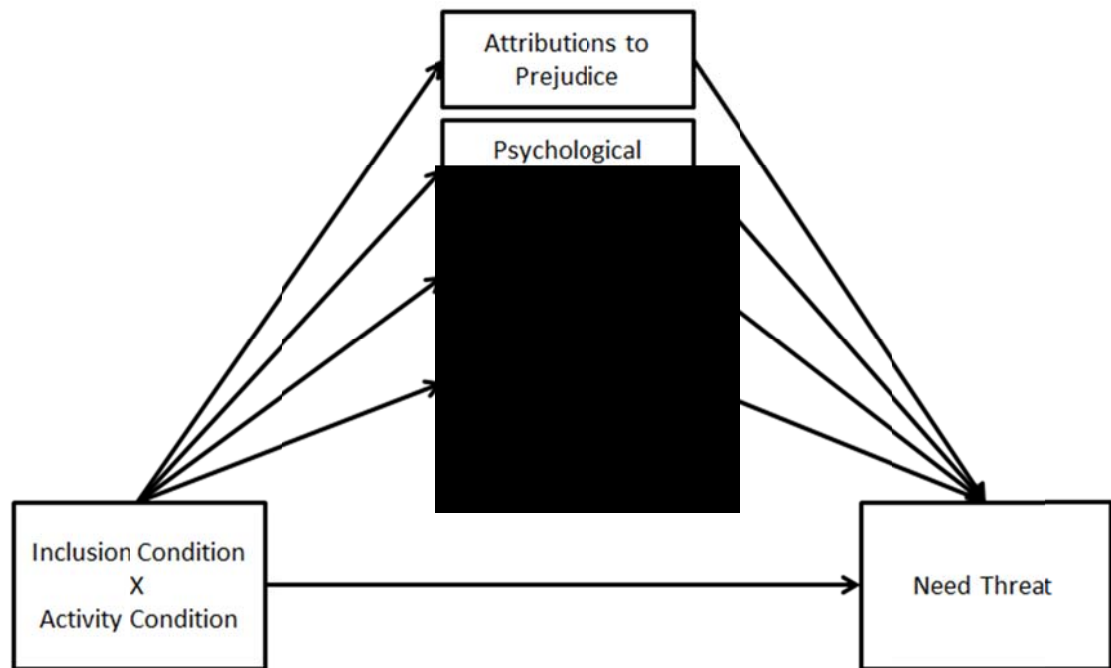 Attributions to
Prejudice
Psychological
Inclusion Condition
X
Activity Condition
Need Threat